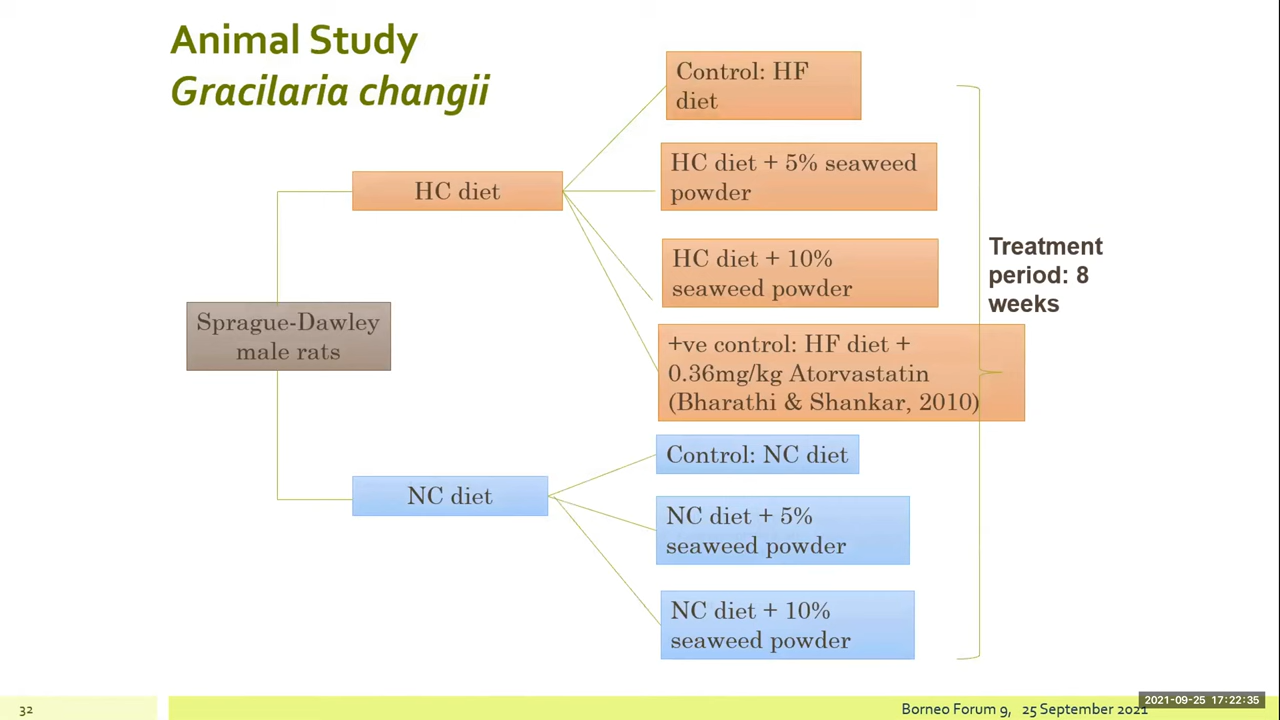 Animal Study
Gracilaria changii
Control: HF
diet
HC diet + 5% seaweed
powder
HC diet
HC diet + 10%
seaweed powder
Treatment
period: 8
weeks
Sprague-Dawley
male rats
+ve control: HF diet +
0.36mg/kg Atorvastatin
(Bharathi & Shankar, 2010)
Control: NC diet
NC diet
NC diet + 5%
seaweed powder
NC diet + 10%
seaweed powder
32
Borneo Forum 9, 25 September 2021
2021-09-25 17:22:35